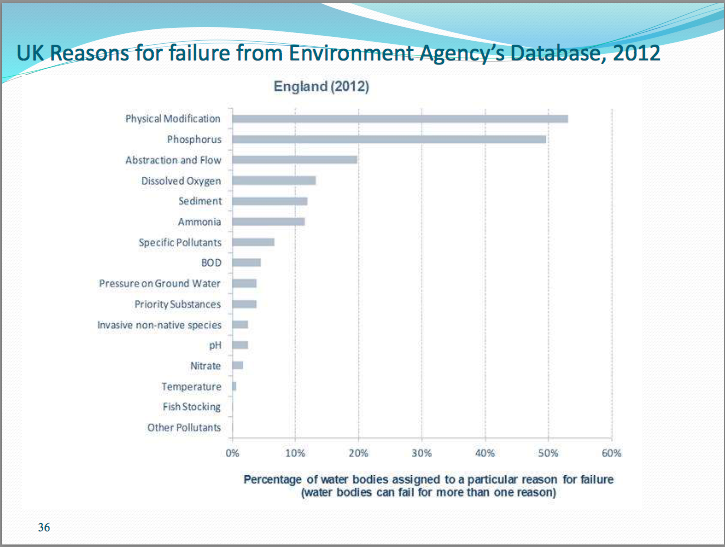 UK Reasons for failure from Environment Agency's Database, 2012
England (2012)
Physical Modification
Phosphorus
Abstraction and Flow
Dissolved Oxygen
Sediment
Ammonia
Specific Pollutants
BOD
Pressure on Ground Water
Priority Substances
Invasive non-native species
pH
Nitrate
Temperature
Fish Stocking
Other Pollutants
0% 10% 20% 30% 40% 50% 60%
Percentage of water bodies assigned to a particular reason for failure
(water bodies can fail for more than one reason)
36